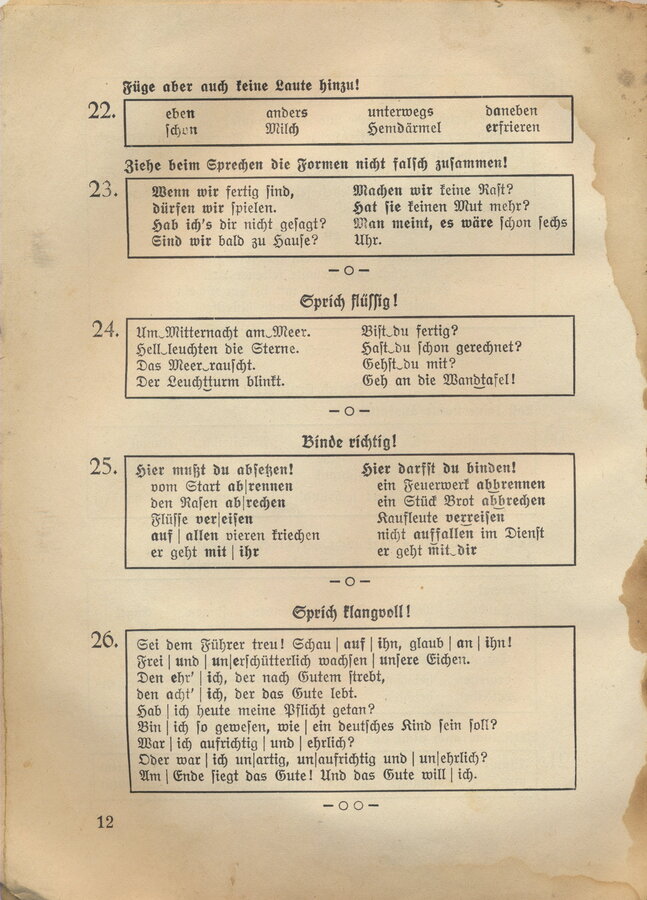 Füge aber auch keine Laute hinzu!
22. eben anders unterwegs daneben
schon Milch Hemdärmel erfrieren
Ziehe beim Sprechen die Formen nicht falsch zusammen!
23. Wenn wir fertig sind, Machen wir keine Rast?
dürfen wir spielen. Hat sie keinen Mut mehr?
Hab ich's dir nicht gesagt? Man meint, es wäre schon sechs
Sind wir bald zu Hause? Uhr.
Sprich flüssig!
24. Um‿Mitternacht am‿Meer. Bist‿du fertig?
Hell‿leuchten die Sterne. Hast‿du schon gerechnet?
Das Meer‿rauscht. Gehst‿du mit?
Der Leuchtturm blinkt. Geh an die Wandtafel!
Binde richtig!
25. Hier mußt du absetzen! Hier darfst du binden!
vom Start ab|rennen ein Feuerwerk abbrennen
den Rasen ab|rechen ein Stück Brot abbrechen
Flüsse ver|eisen Kaufleute verreisen
auf | allen vieren kriechen nicht auffallen im Dienst
er geht mit | ihr er geht mit‿dir
Sprich klangvoll!
26. Sei dem Führer treu! Schau | auf | ihn, glaub | an | ihn!
Frei | und | un|erschütterlich wachsen | unsere Eichen.
Den ehr' | ich, der nach Gutem strebt,
den acht' | ich, der das Gute lebt.
Hab | ich heute meine Pflicht getan?
Bin | ich so gewesen, wie | ein deutsches Kind sein soll?
War | ich aufrichtig | und | ehrlich?
Oder war | ich un|artig, un|aufrichtig und | un|ehrlich?
Am | Ende siegt das Gute! Und das Gute will | ich.
12